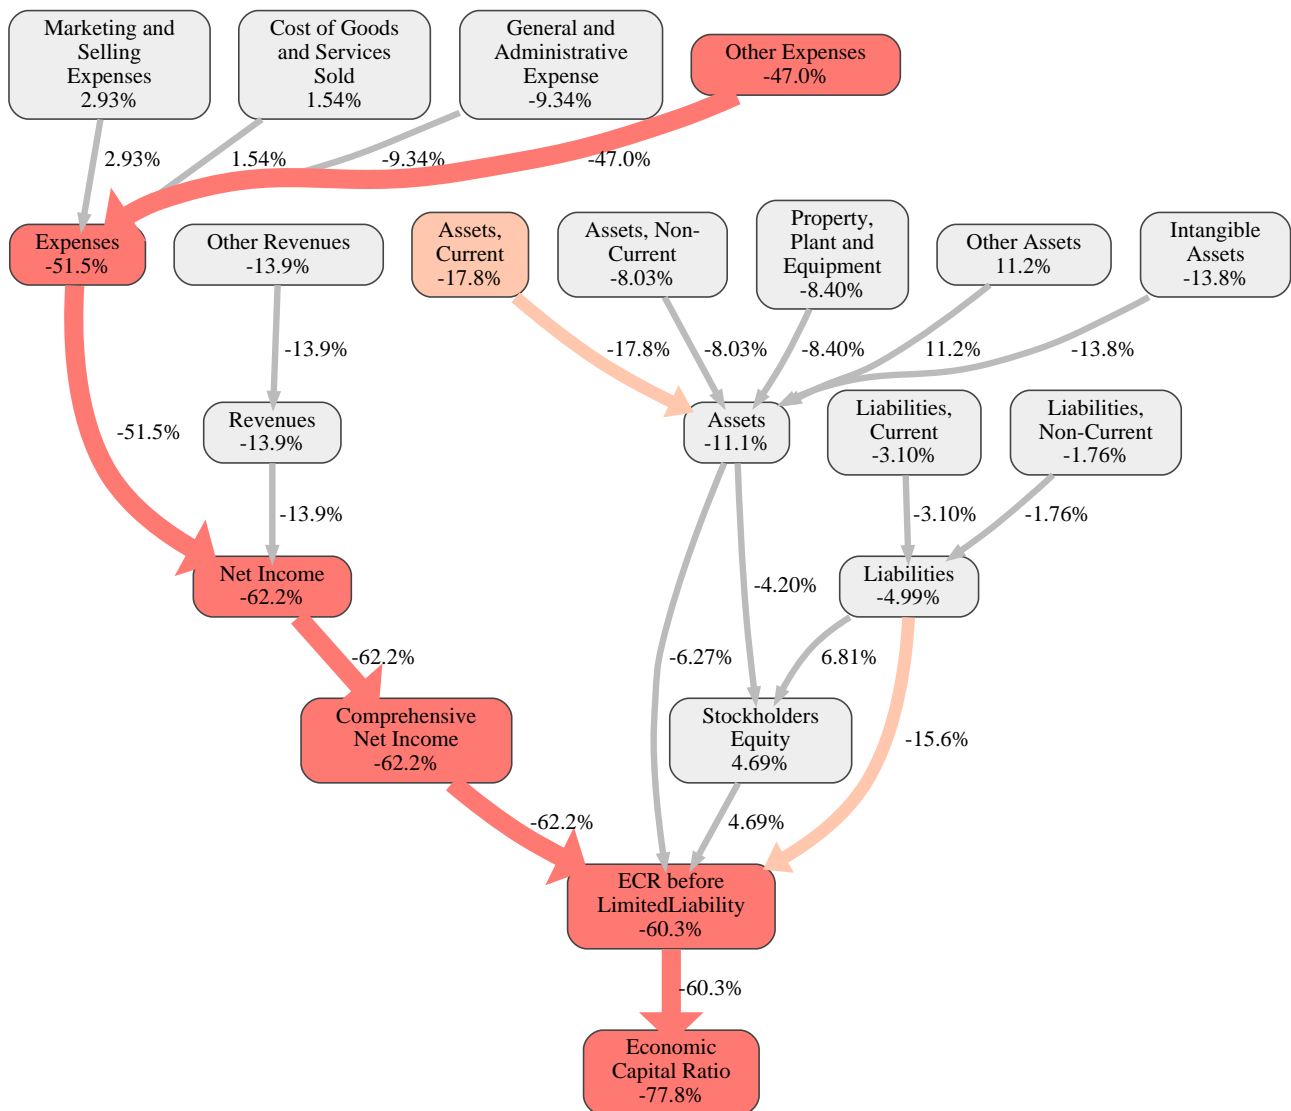 Marketing and
Selling
Expenses
2.93%
Cost of Goods
and Services
Sold
1.54%
General and
Administrative
Expense
-9.34%
Other Expenses
-47.0%
2.93%
1.54%
-9.34%
-47.0%
Expenses
-51.5%
Other Revenues
-13.9%
Assets,
Current
-17.8%
Assets, Non-
Current
-8.03%
Property,
Plant and
Equipment
-8.40%
Other Assets
11.2%
Intangible
Assets
-13.8%
-13.9%
-17.8%
-8.03%
-8.40%
11.2%
-13.8%
-51.5%
Revenues
-13.9%
Assets
-11.1%
Liabilities,
Current
-3.10%
Liabilities,
Non-Current
-1.76%
-13.9%
-3.10%
-1.76%
Net Income
-62.2%
-4.20%
Liabilities
-4.99%
-62.2%
-6.27%
6.81%
Comprehensive
Net Income
-62.2%
Stockholders
Equity
4.69%
-15.6%
-62.2%
4.69%
ECR before
LimitedLiability
-60.3%
-60.3%
Economic
Capital Ratio
-77.8%